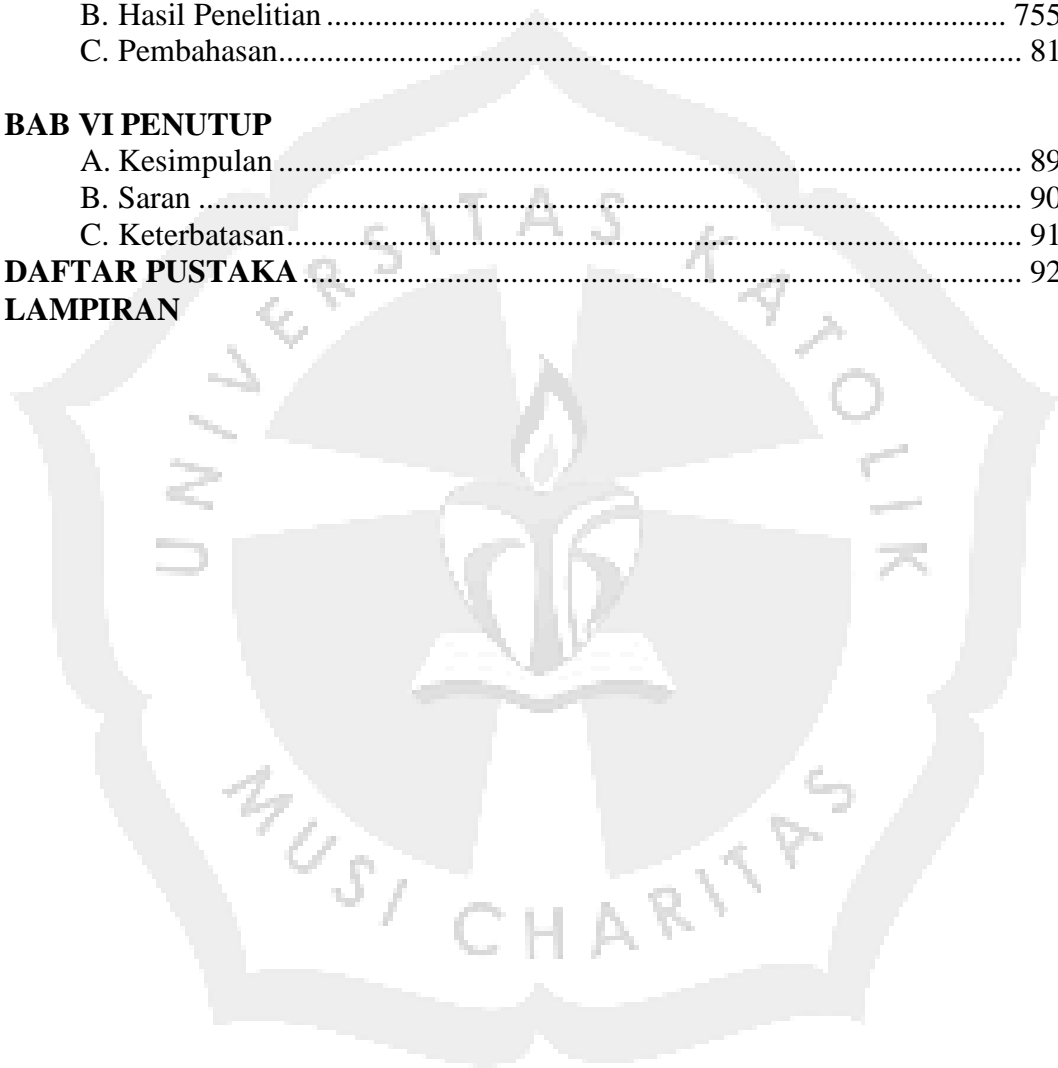 B. Hasil Penelitian ........................................................................................ 755
C. Pembahasan................................................................................................ 81
BAB VI PENUTUP
A. Kesimpulan ................................................................................................ 89
B. Saran .......................................................................................................... 90
C. Keterbatasan............................................................................................... 91
DAFTAR PUSTAKA ............................................................................................ 92
LAMPIRAN
UNIVERSITAS KATOLIK
MUSI CHARITAS